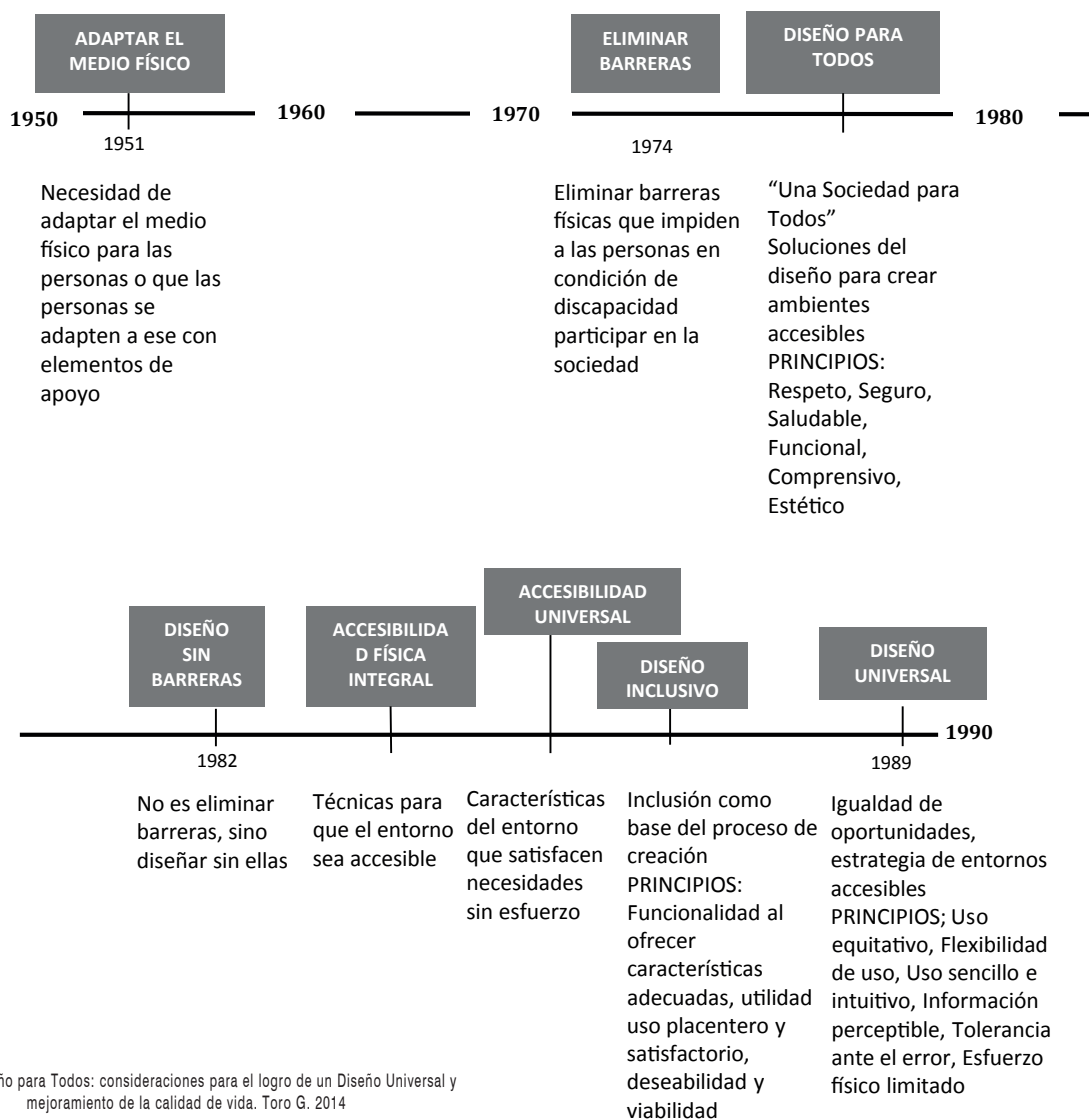 ADAPTAR EL
MEDIO FÍSICO
ELIMINAR
BARRERAS
DISEÑO PARA
TODOS
1950
1960
1970
1980
1951
1974
Necesidad de
adaptar el medio
físico para las
personas o que las
personas se
adapten a ese con
elementos de
apoyo
Eliminar barreras
físicas que impiden
a las personas en
condición de
discapacidad
participar en la
sociedad
“Una Sociedad para
Todos”
Soluciones del
diseño para crear
ambientes
accesibles
PRINCIPIOS:
Respeto, Seguro,
Saludable,
Funcional,
Comprensivo,
Estético
DISEÑO
SIN
BARRERAS
ACCESIBILIDA
D FÍSICA
INTEGRAL
ACCESIBILIDAD
UNIVERSAL
DISEÑO
INCLUSIVO
DISEÑO
UNIVERSAL
1990
1982
1989
No es eliminar
barreras, sino
diseñar sin ellas
Técnicas para
que el entorno
sea accesible
Características
del entorno
que satisfacen
necesidades
sin esfuerzo
Inclusión como
base del proceso de
creación
PRINCIPIOS:
Funcionalidad al
ofrecer
características
adecuadas, utilidad
uso placentero y
satisfactorio,
deseabilidad y
viabilidad
Igualdad de
oportunidades,
estrategia de entornos
accesibles
PRINCIPIOS; Uso
equitativo, Flexibilidad
de uso, Uso sencillo e
intuitivo, Información
perceptible, Tolerancia
ante el error, Esfuerzo
físico limitado
ño para Todos: consideraciones para el logro de un Diseño Universal y
mejoramiento de la calidad de vida. Toro G. 2014